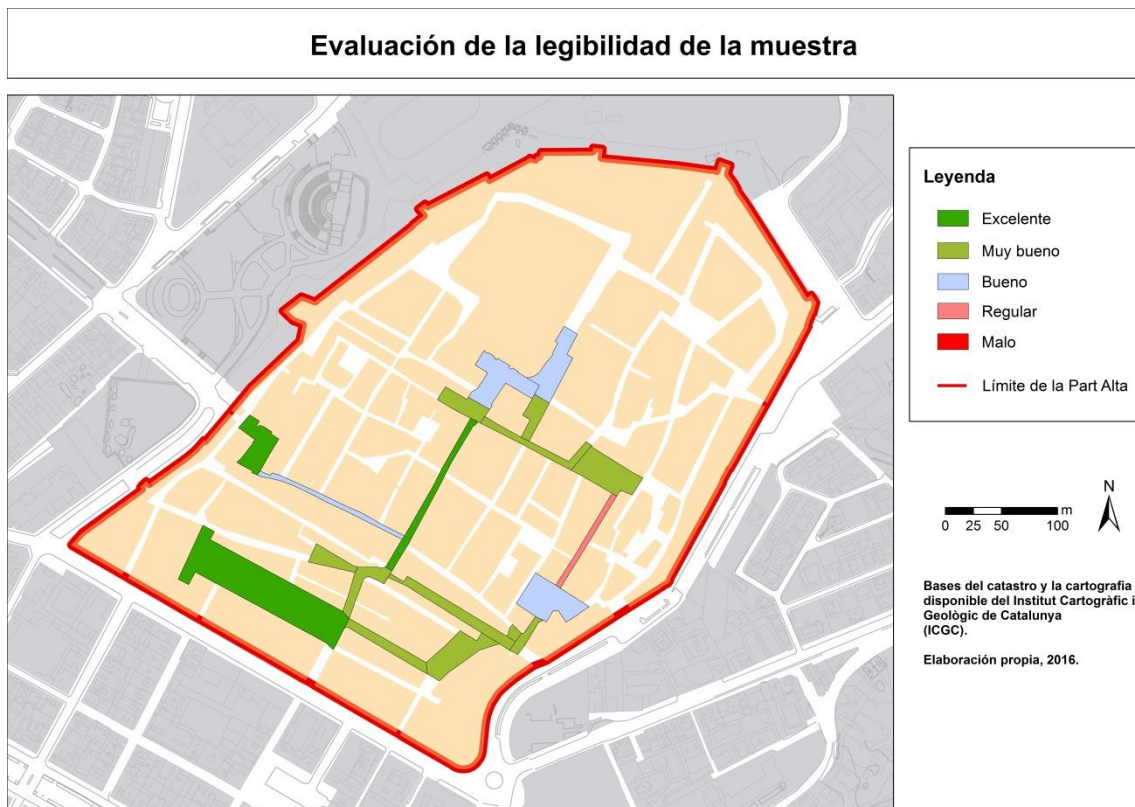 Evaluación de la legibilidad de la muestra
Leyenda
Excelente
Muy bueno
Bueno
Regular
Malo
Límite de la Part Alta
N
m
0 25 50 100
Bases del catastro y la cartografia
disponible del Institut Cartogràfic i
Geològic de Catalunya
(ICGC).
Elaboración propia, 2016.